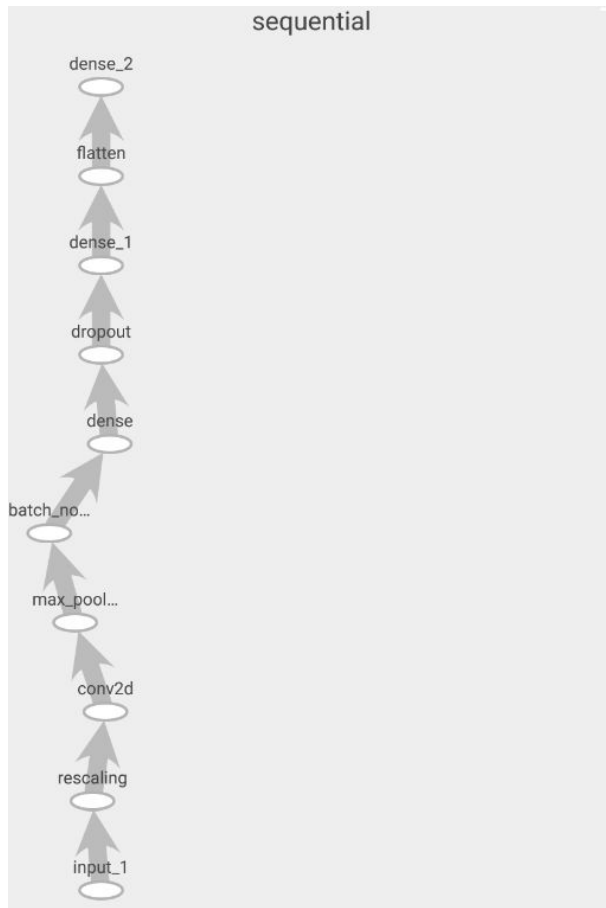 sequential
dense_2
flatten
dense_1
dropout
dense
batch_no...
max_pool...
conv2d
rescaling
input_1